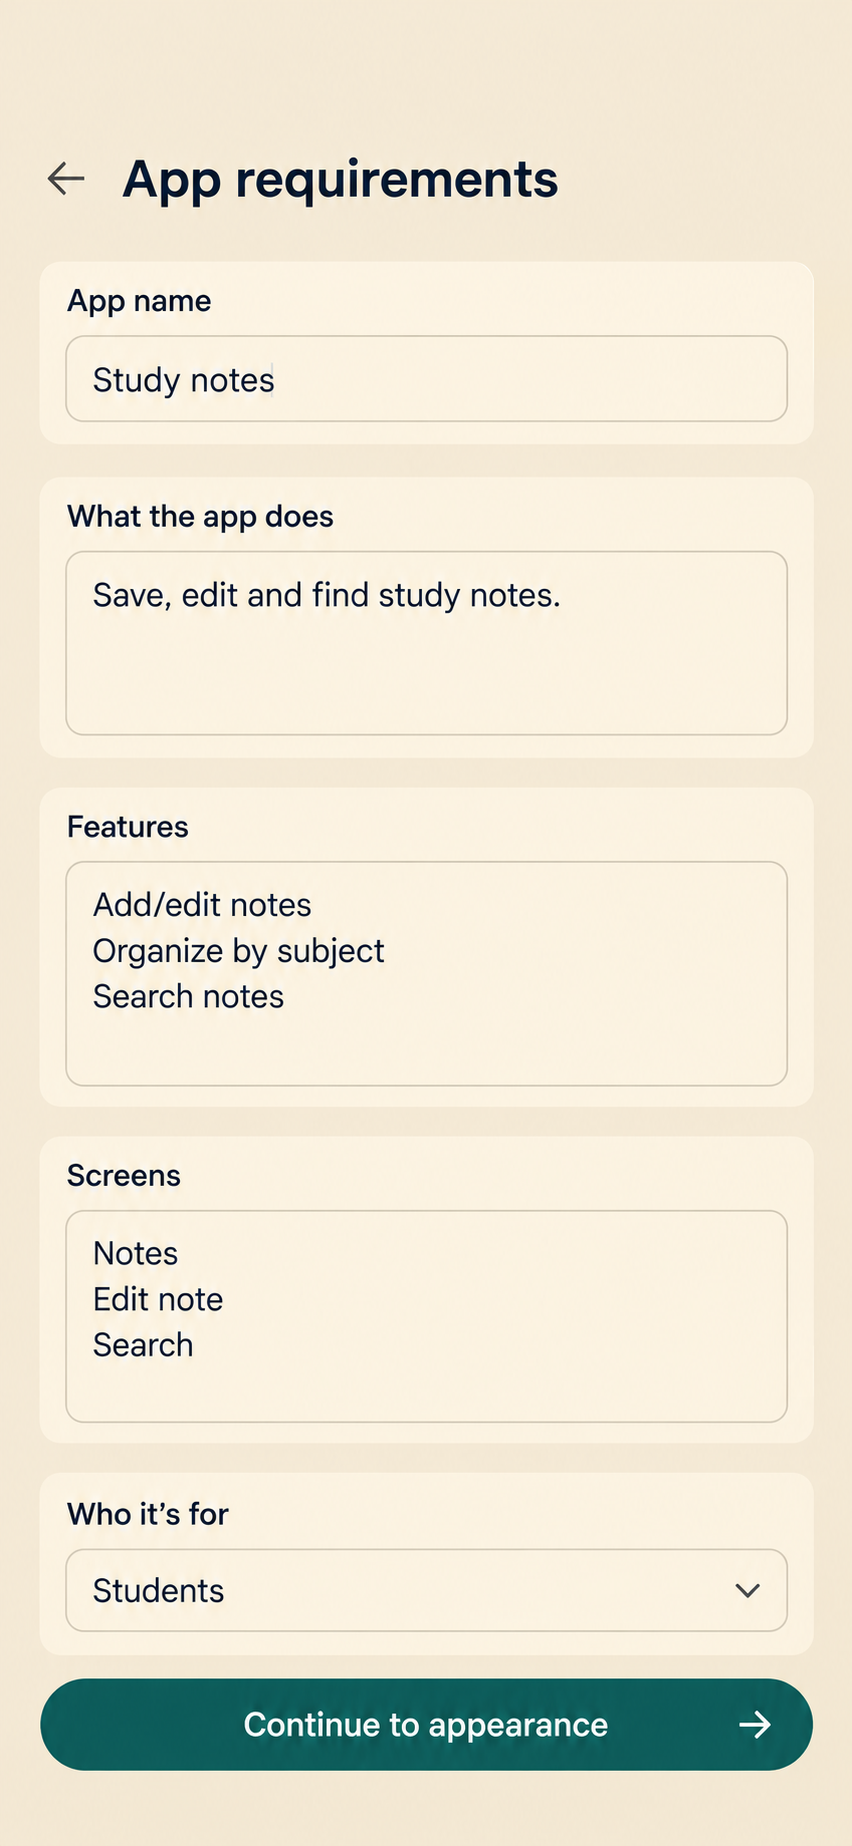 App requirements
App name
Study notes
What the app does
Save, edit and find study notes.
Features
Add/edit notes
Organize by subject
Search notes
Screens
Notes
Edit note
Search
Who it’s for
Students
Continue to appearance